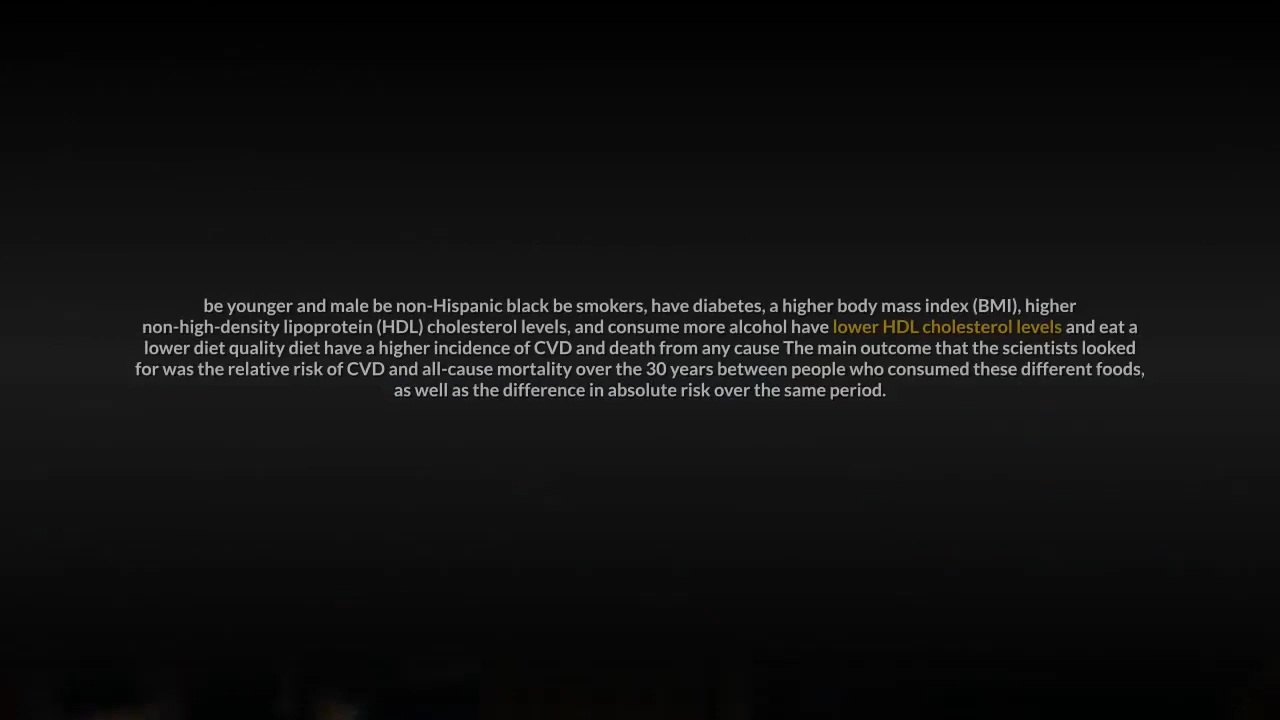 be younger and male be non-Hispanic black be smokers, have diabetes, a higher body mass index (BMI), higher
non-high-density lipoprotein (HDL) cholesterol levels, and consume more alcohol have lower HDL cholesterol levels and eat a
lower diet quality diet have a higher incidence of CVD and death from any cause The main outcome that the scientists looked
for was the relative risk of CVD and all-cause mortality over the 30 years between people who consumed these different foods,
as well as the difference in absolute risk over the same period.